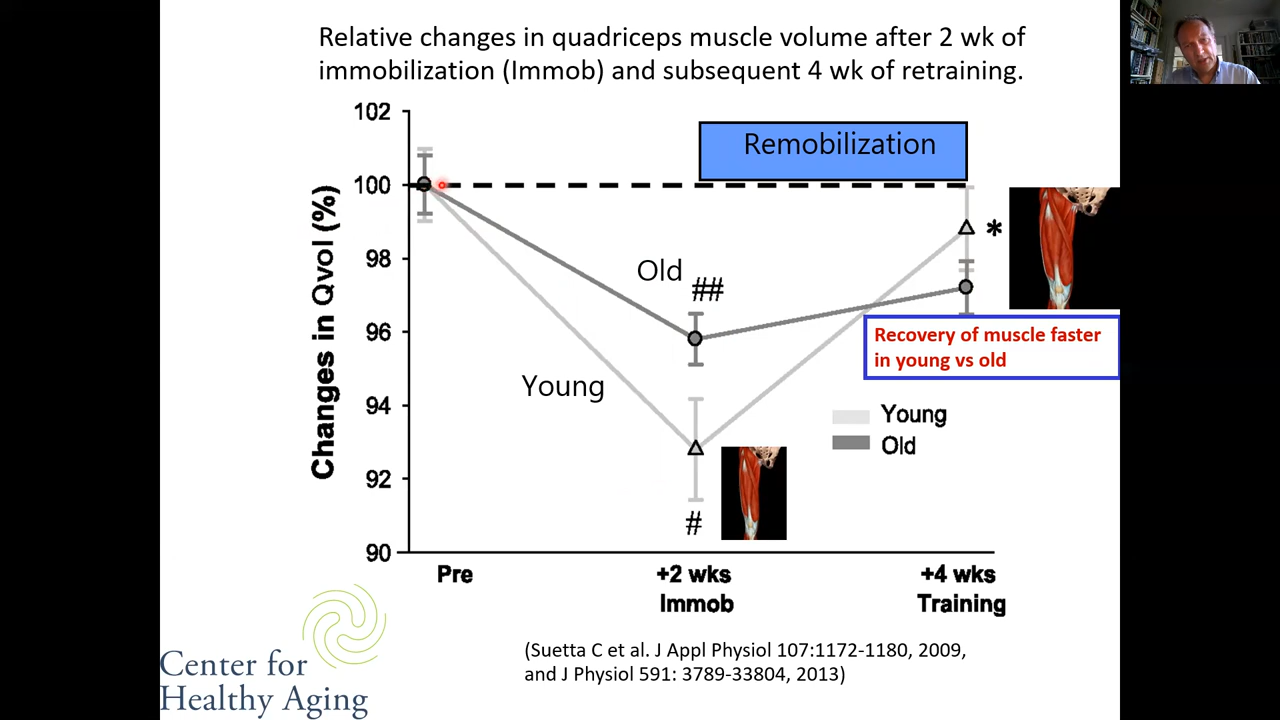 Relative changes in quadriceps muscle volume after 2 wk of
immobilization (Immob) and subsequent 4 wk of retraining.
102
100
98
96
94
92
90
Changes in Qvol (%)
Remobilization
*
Old
##
Young
#
Recovery of muscle faster
in young vs old
Young
Old
Pre
+2 wks
Immob
+4 wks
Training
(Suetta C et al. J Appl Physiol 107:1172-1180, 2009,
and J Physiol 591: 3789-33804, 2013)
Center for
Healthy Aging